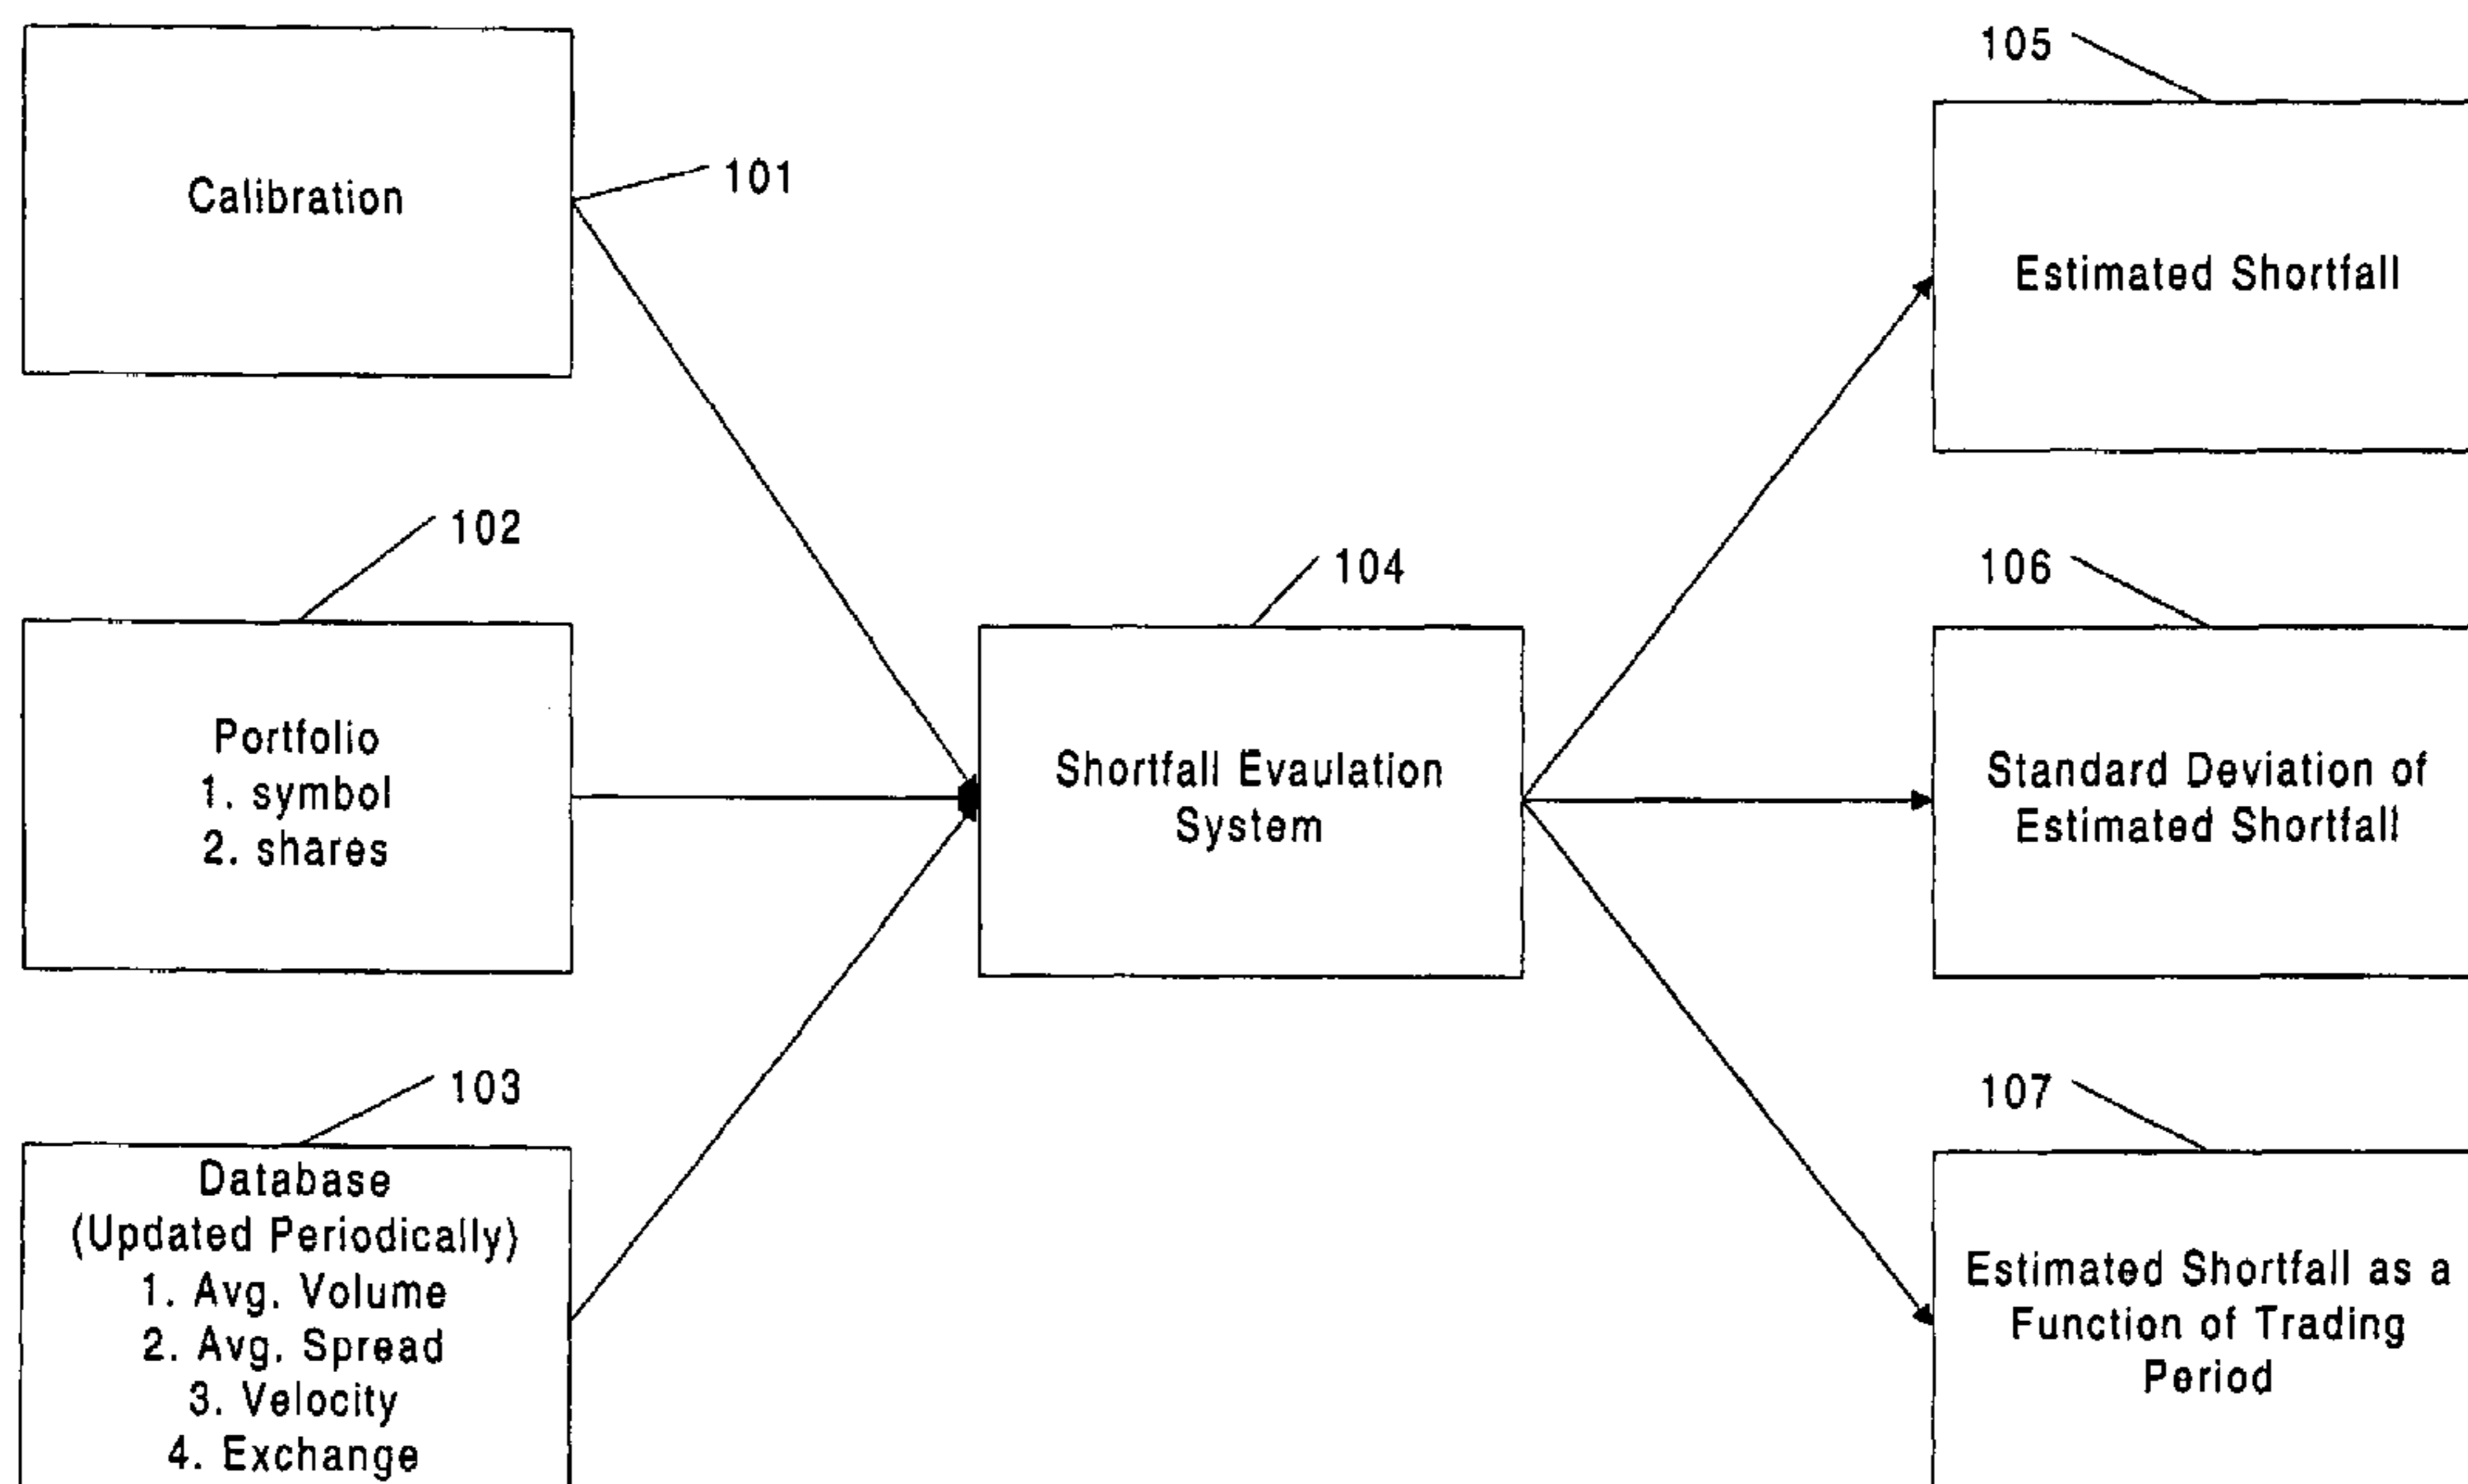 105
Calibration
101
Estimated Shortfall
102
104
106
Portfolio
1. symbol
2. shares
Shortfall Evaulation
System
Standard Deviation of
Estimated Shortfall
103
107
Database
(Updated Periodically)
1. Avg. Volume
2. Avg. Spread
3. Velocity
4. Exchange
Estimated Shortfall as a
Function of Trading
Period